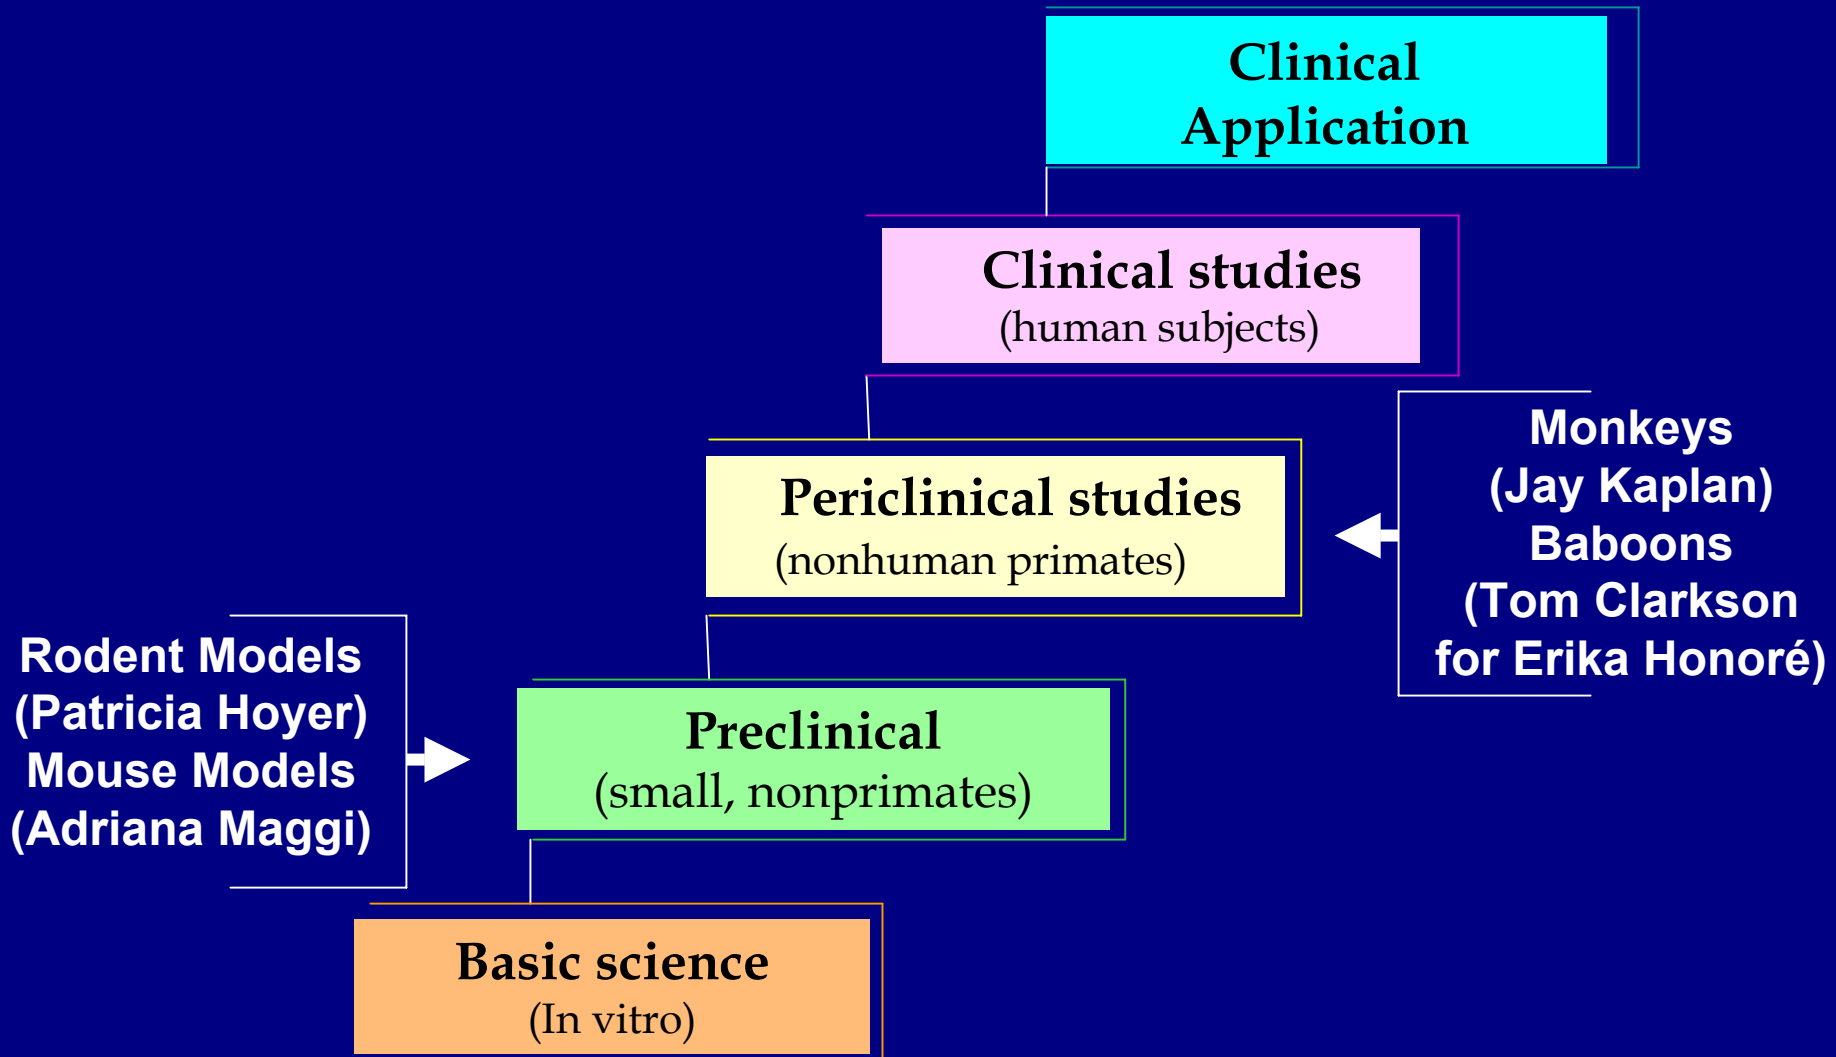 Clinical
Application
Clinical studies
(human subjects)
Periclinical studies
(nonhuman primates)
Monkeys
(Jay Kaplan)
Baboons
(Tom Clarkson
for Erika Honoré)
Rodent Models
(Patricia Hoyer)
Mouse Models
(Adriana Maggi)
Preclinical
(small, nonprimates)
Basic science
(In vitro)